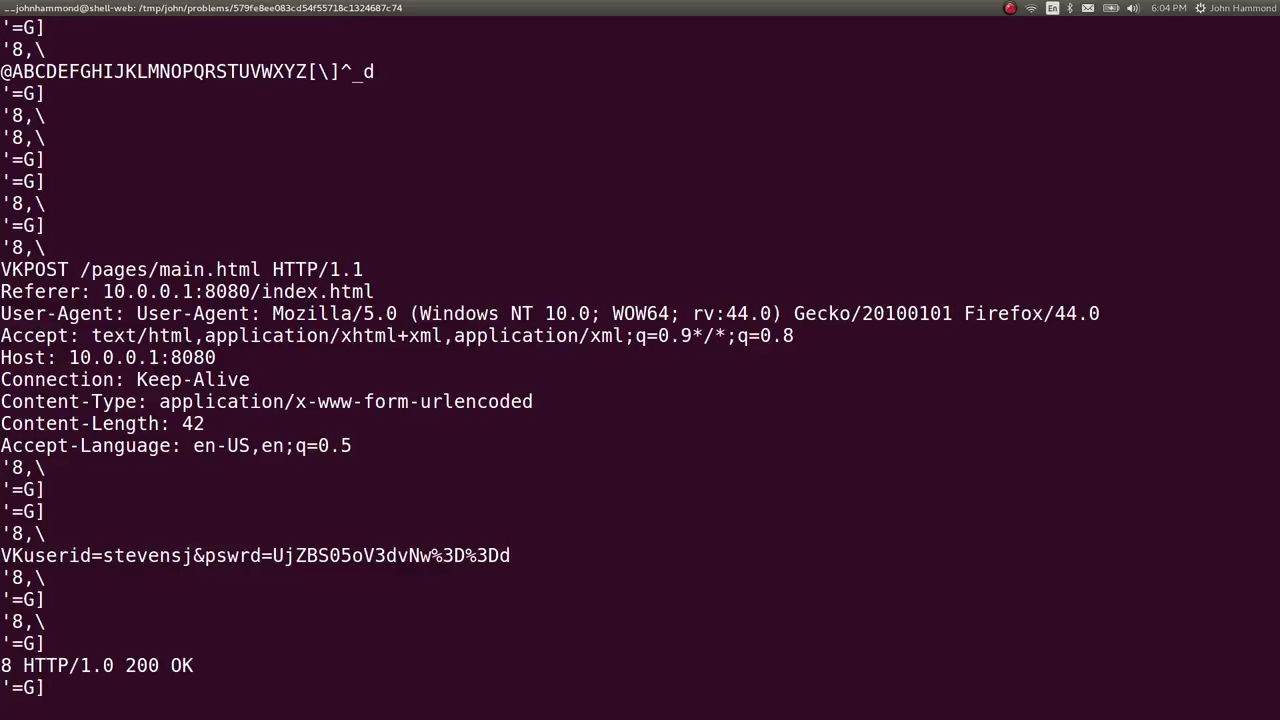 __johnhammond@shell-web: /tmp/john/problems/579fe8ee083cd54f55718c1324687c74
En
6:04 PM
John Hammond
'=G]
'8,\
@ABCDEFGHIJKLMNOPQRSTUVWXYZ[\]^_d
'=G]
'8,\
'8,\
'=G]
'=G]
'8,\
'=G]
'8,\
VKPOST /pages/main.html HTTP/1.1
Referer: 10.0.0.1:8080/index.html
User-Agent: User-Agent: Mozilla/5.0 (Windows NT 10.0; WOW64; rv:44.0) Gecko/20100101 Firefox/44.0
Accept: text/html,application/xhtml+xml,application/xml;q=0.9*/*;q=0.8
Host: 10.0.0.1:8080
Connection: Keep-Alive
Content-Type: application/x-www-form-urlencoded
Content-Length: 42
Accept-Language: en-US,en;q=0.5
'8,\
'=G]
'=G]
'8,\
VKuserid=stevensj&pswrd=UjZBS05oV3dvNw%3D%3Dd
'8,\
'=G]
'8,\
'=G]
8 HTTP/1.0 200 OK
'=G]